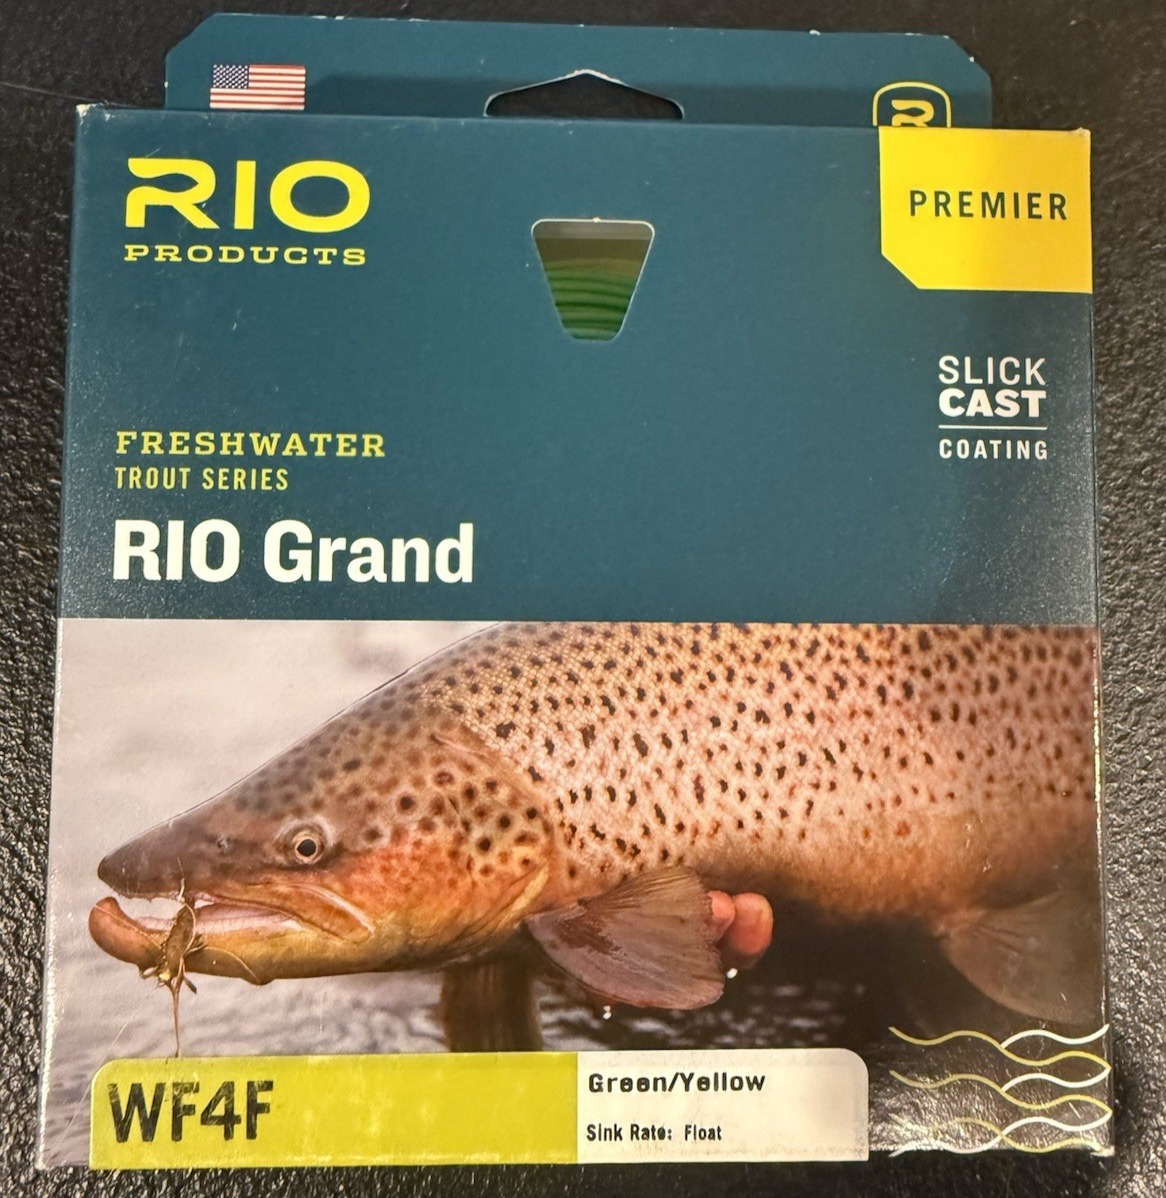 RIO
PRODUCTS
PREMIER
SLICK
CAST
COATING
FRESHWATER
TROUT SERIES
RIO Grand
WF4F
Green/Yellow
Sink Rate: Float